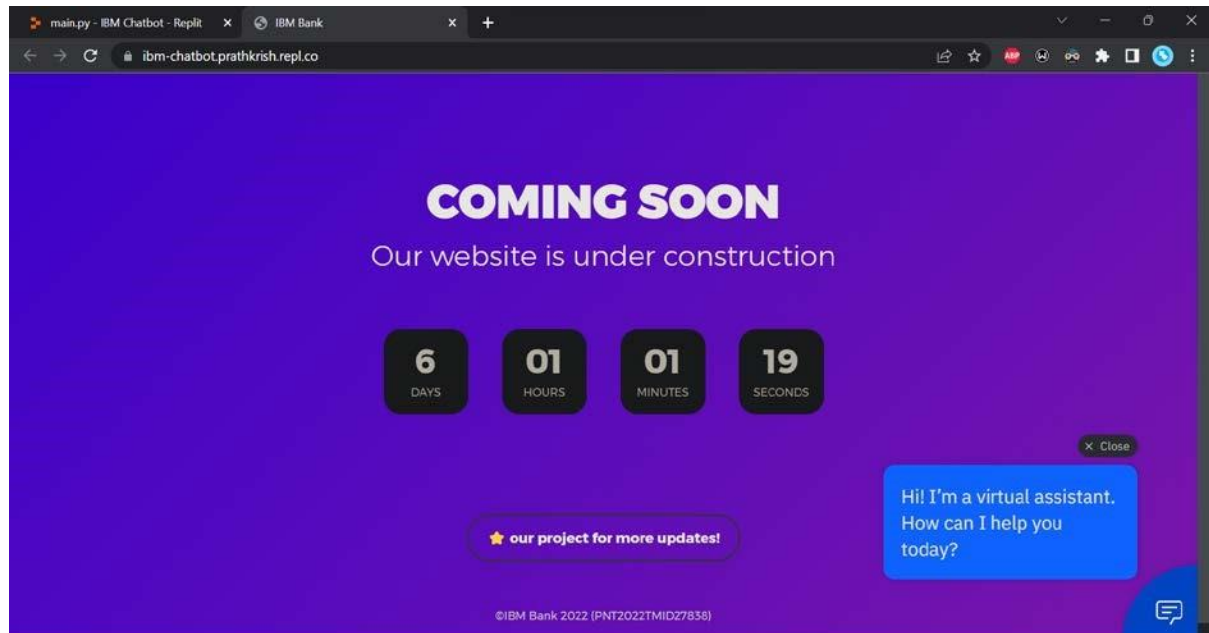 main.py - IBM Chatbot - Replit
IBM Bank
ibm-chatbot.prathkrish.repl.co
ABP
COMING SOON
Our website is under construction
6
DAYS
01
HOURS
01
MINUTES
19
SECONDS
Close
Hi! I'm a virtual assistant.
How can I help you
today?
our project for more updates!
©IBM Bank 2022 (PNT2022TMID27838)